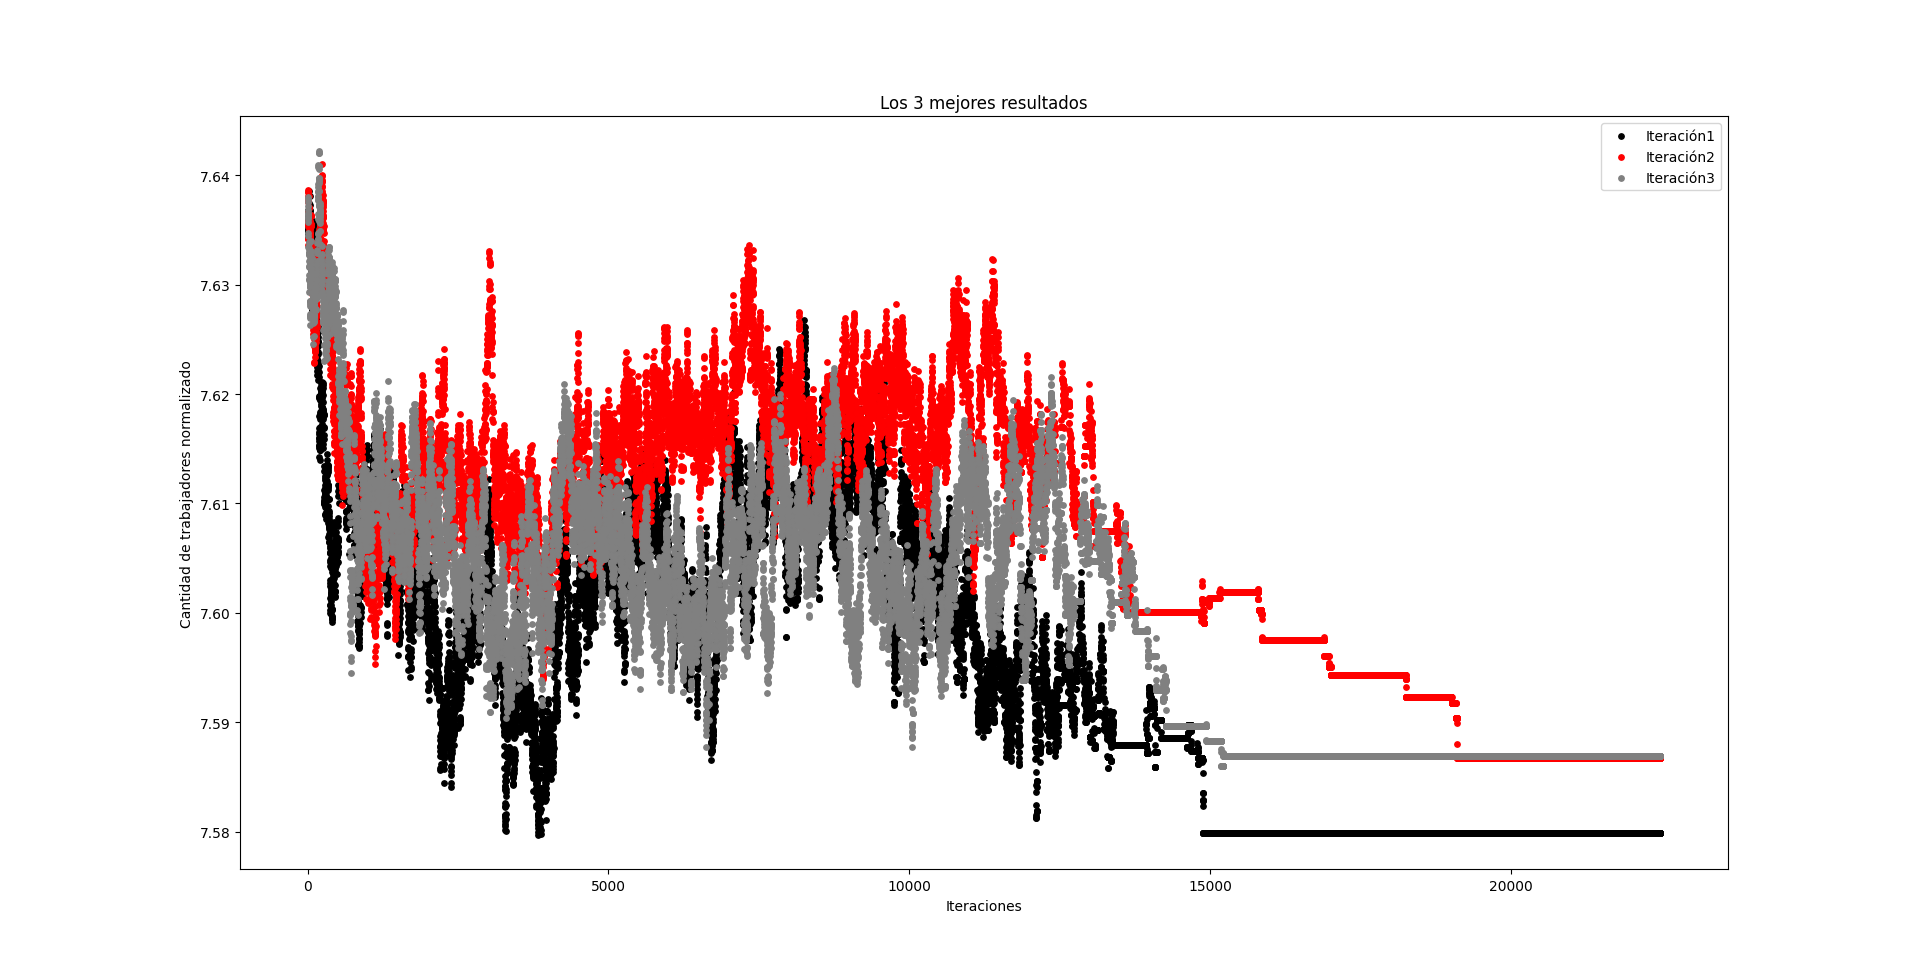 Los 3 mejores resultados
Iteración1
Iteración2
Iteración3
Cantidad de trabajadores normalizado
7.64
7.63
7.62
7.61
7.60
7.59
7.58
0
5000
10000
15000
20000
Iteraciones